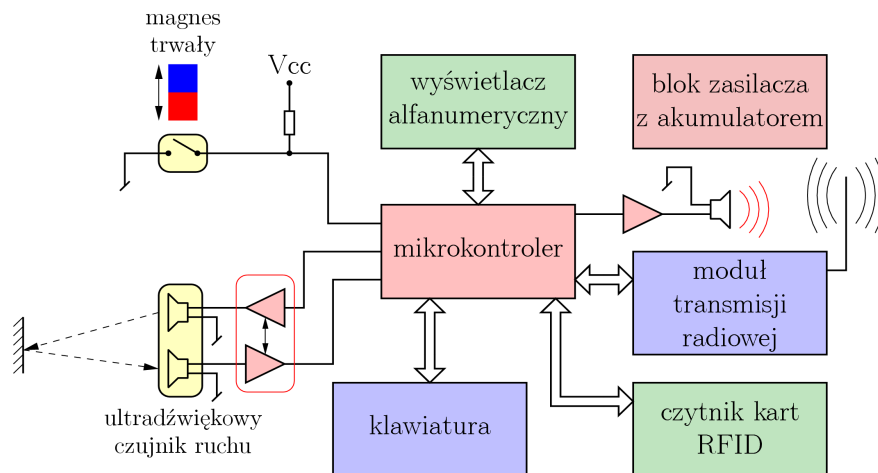 magnes
trwały
Vcc
wyświetlacz
alfanumeryczny
blok zasilacza
z akumulatorem
mikrokontroler
moduł
transmisji
radiowej
ultradźwiękowy
czujnik ruchu
klawiatura
czytnik kart
RFID